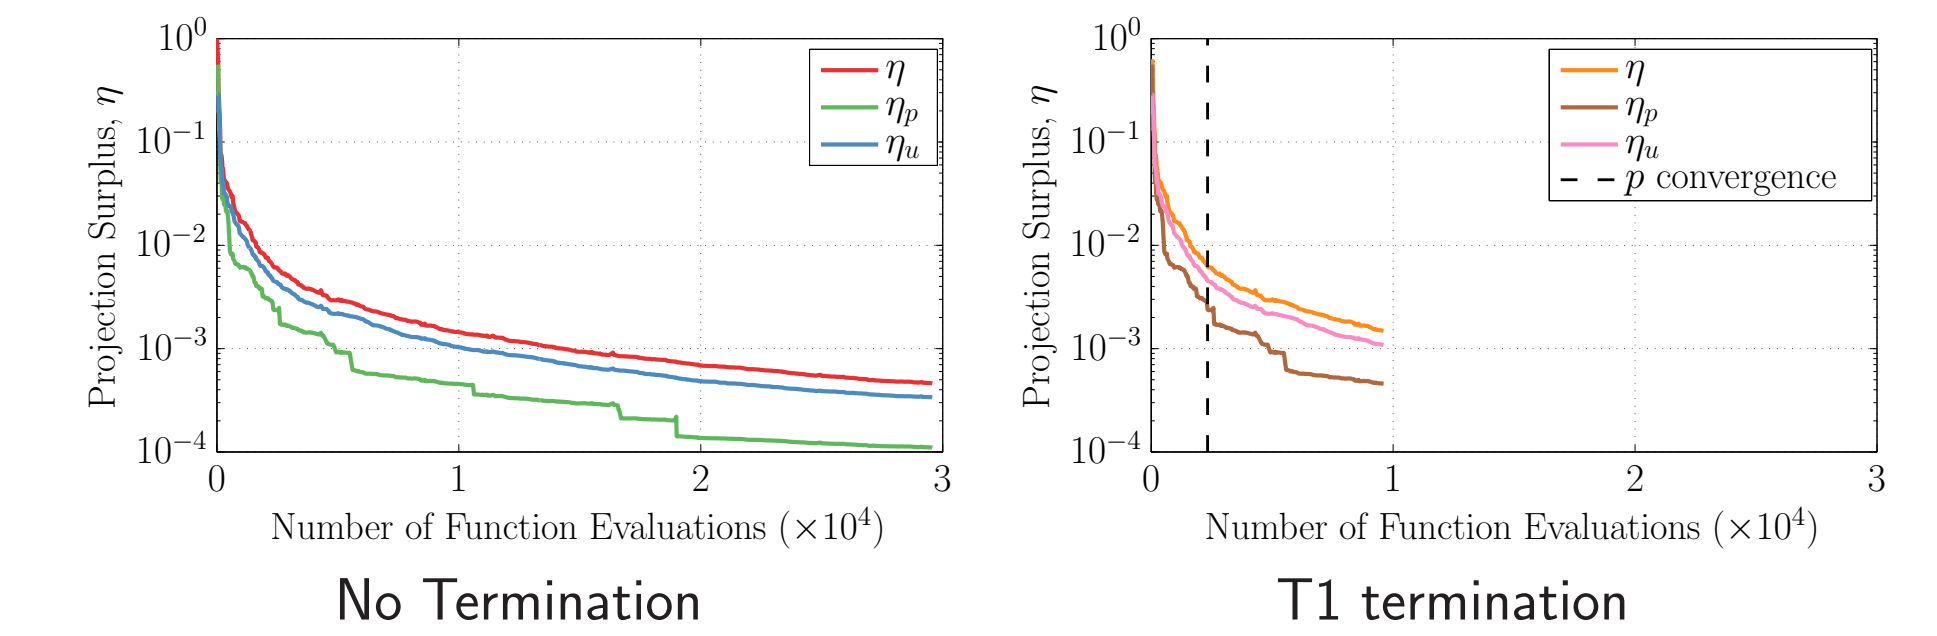 10^0
10^-1
10^-2
10^-3
10^-4
Projection Surplus, η
η
η_p
η_u
0 1 2 3
Number of Function Evaluations (×10^4)
No Termination
10^0
10^-1
10^-2
10^-3
10^-4
Projection Surplus, η
η
η_p
η_u
p convergence
0 1 2 3
Number of Function Evaluations (×10^4)
T1 termination